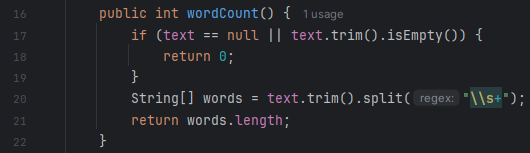 16 public int wordCount() { 1 usage
17 if (text == null || text.trim().isEmpty()) {
18 return 0;
19 }
20 String[] words = text.trim().split( regex: "\\s+");
21 return words.length;
22 }